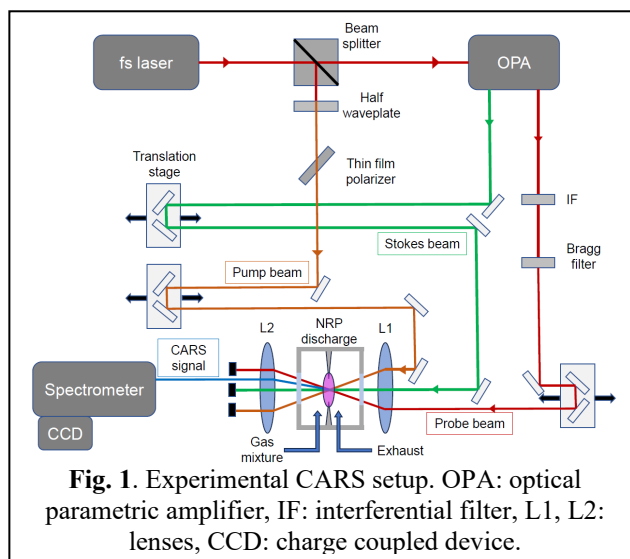 Beam
splitter
fs laser
OPA
Half
waveplate
Translation
stage
Thin film
polarizer
IF
Stokes beam
Bragg
filter
Pump beam
L2
NRP
discharge
L1
CARS
signal
Spectrometer
CCD
Gas
mixture
Exhaust
Probe beam
Fig. 1. Experimental CARS setup. OPA: optical
parametric amplifier, IF: interferential filter, L1, L2:
lenses, CCD: charge coupled device.